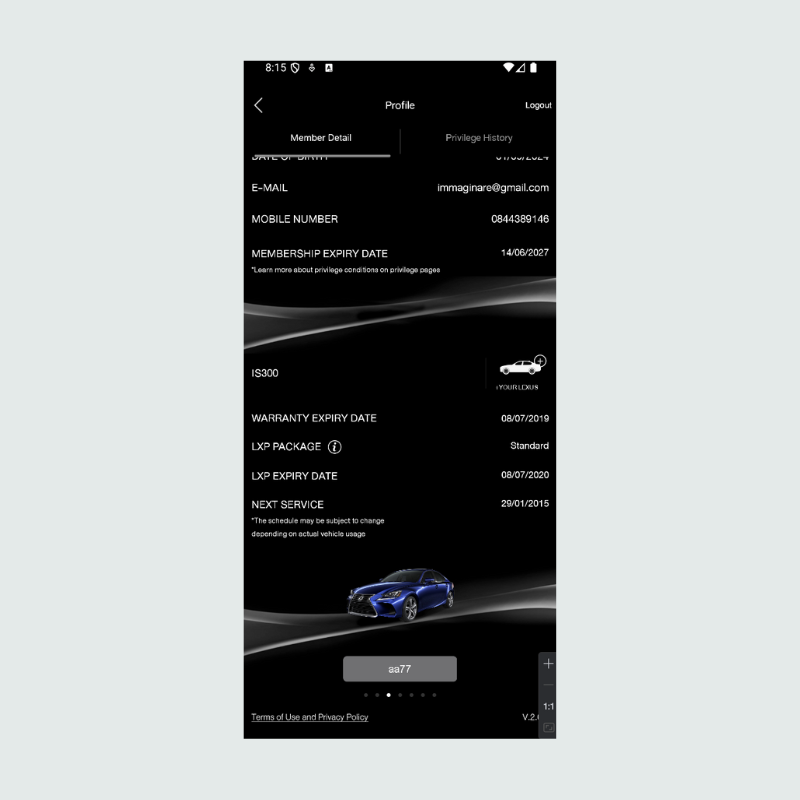 8:15
Profile
Logout
Member Detail
Privilege History
DATE OF BIRTH
01/05/2024
E-MAIL
immaginare@gmail.com
MOBILE NUMBER
0844389146
MEMBERSHIP EXPIRY DATE
14/06/2027
*Learn more about privilege conditions on privilege pages
IS300
YOUR LEXUS
WARRANTY EXPIRY DATE
08/07/2019
LXP PACKAGE
Standard
LXP EXPIRY DATE
08/07/2020
NEXT SERVICE
29/01/2015
*The schedule may be subject to change
depending on actual vehicle usage
aa77
1:1
Terms of Use and Privacy Policy
V.2.